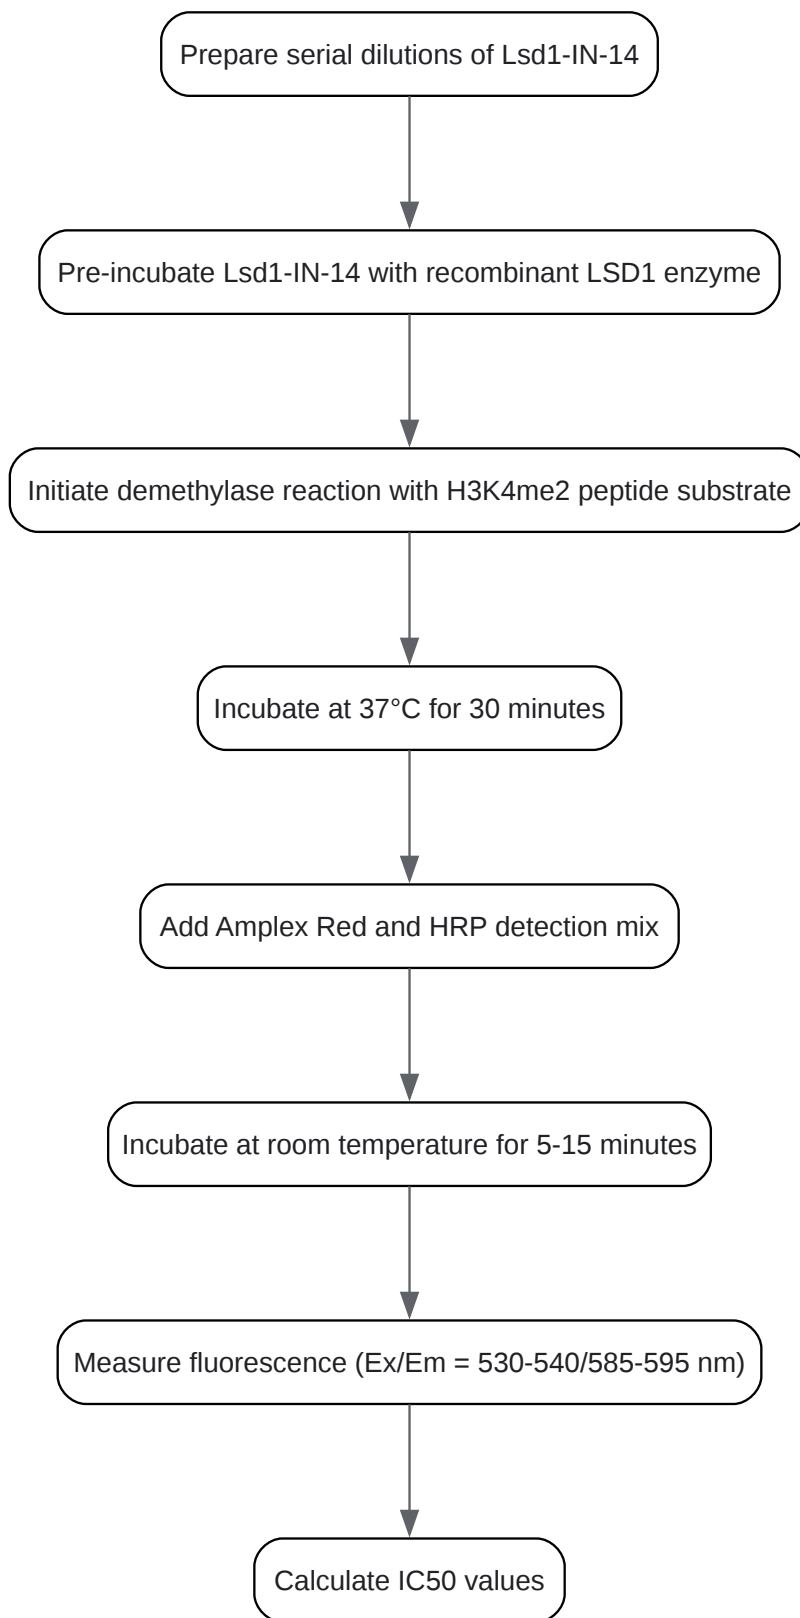 Prepare serial dilutions of Lsd1-IN-14
Pre-incubate Lsd1-IN-14 with recombinant LSD1 enzyme
Initiate demethylase reaction with H3K4me2 peptide substrate
Incubate at 37°C for 30 minutes
Add Amplex Red and HRP detection mix
Incubate at room temperature for 5-15 minutes
Measure fluorescence (Ex/Em = 530-540/585-595 nm)
Calculate IC50 values